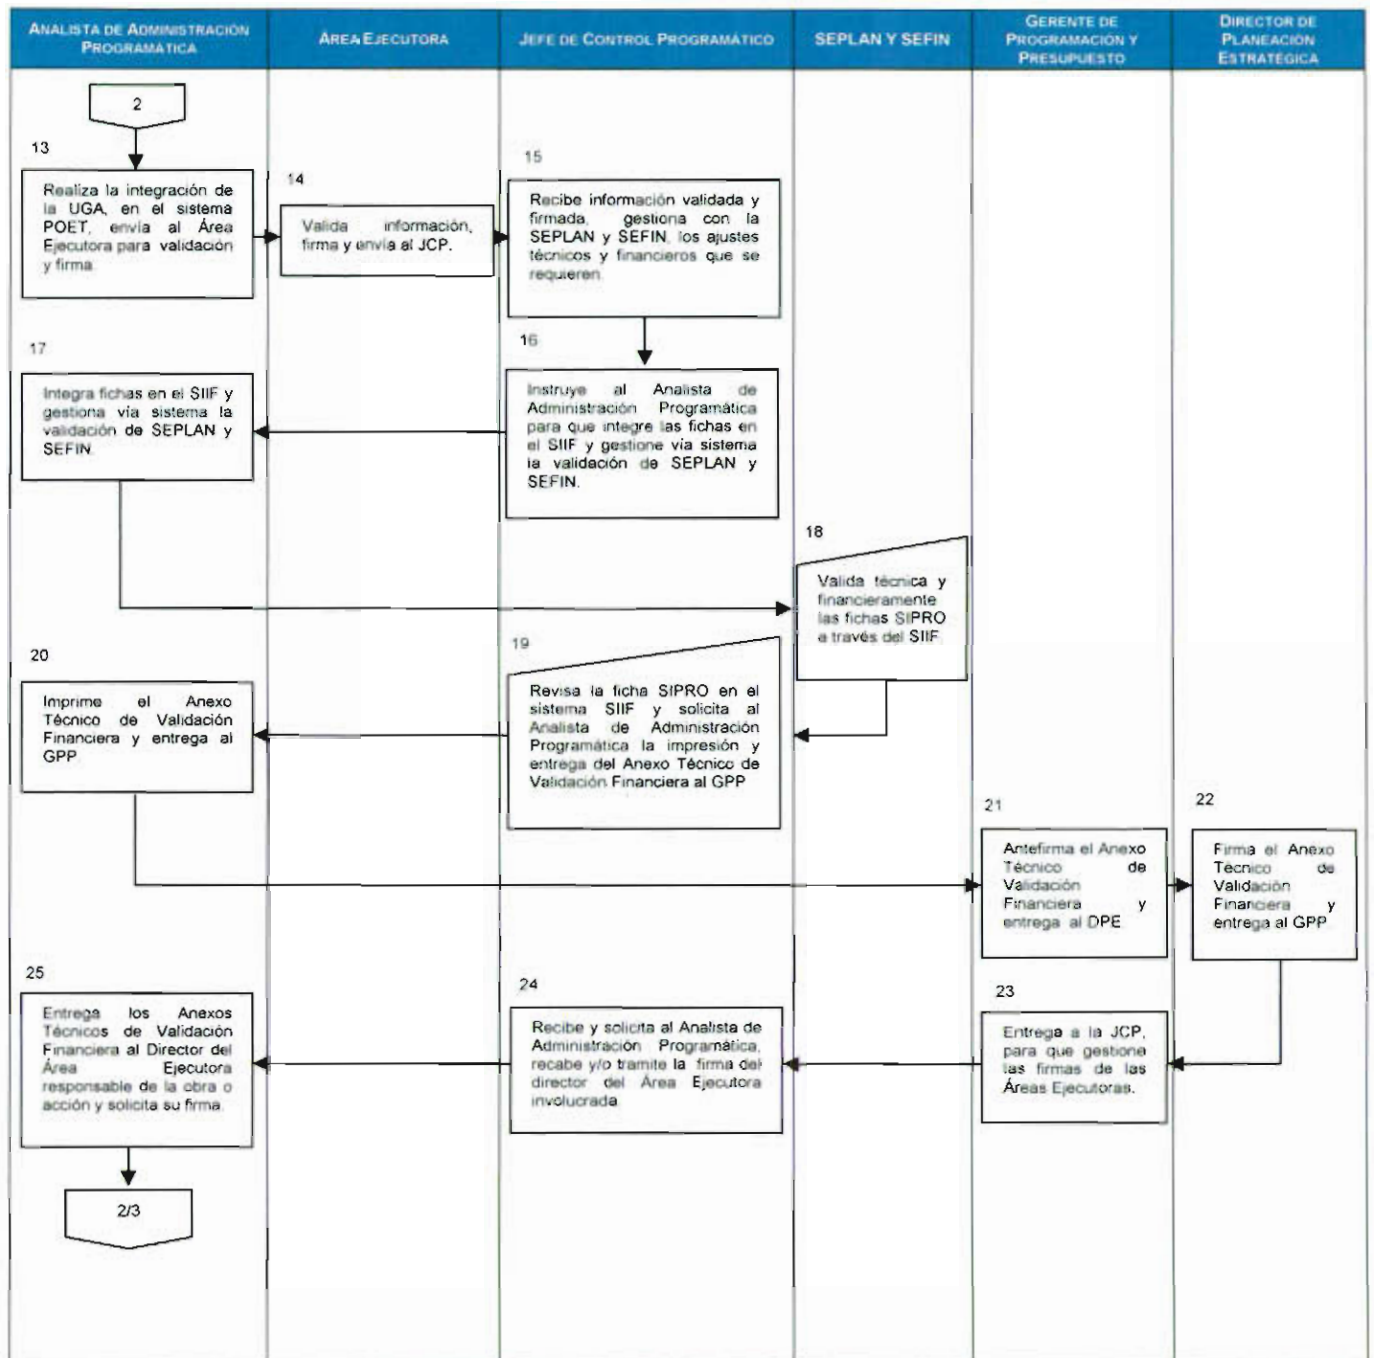 ANALISTA DE ADMINISTRACIÓN
PROGRAMÁTICA
ÁREA EJECUTORA
JEFE DE CONTROL PROGRAMÁTICO
SEPLAN Y SEFIN
GERENTE DE
PROGRAMACIÓN Y
PRESUPUESTO
DIRECTOR DE
PLANEACIÓN
ESTRATÉGICA
2
13
Realiza la integración de
la UGA, en el sistema
POET, envía al Área
Ejecutora para validación
y firma.
14
Valida información,
firma y envía al JCP.
15
Recibe información validada y
firmada, gestiona con la
SEPLAN y SEFIN, los ajustes
técnicos y financieros que se
requieren.
16
Instruye al Analista de
Administración Programática
para que integre las fichas en
el SIIF y gestione vía sistema
la validación de SEPLAN y
SEFIN.
17
Integra fichas en el SIIF y
gestiona vía sistema la
validación de SEPLAN y
SEFIN.
18
Valida técnica y
financieramente
las fichas SIPRO
a través del SIIF
19
Revisa la ficha SIPRO en el
sistema SIIF y solicita al
Analista de Administración
Programática la impresión y
entrega del Anexo Técnico de
Validación Financiera al GPP
20
Imprime el Anexo
Técnico de Validación
Financiera y entrega al
GPP
21
Antefirma el Anexo
Técnico de
Validación
Financiera y
entrega al DPE
22
Firma el Anexo
Técnico de
Validación
Financiera y
entrega al GPP
23
Entrega a la JCP,
para que gestione
las firmas de las
Áreas Ejecutoras.
24
Recibe y solicita al Analista de
Administración Programática,
recabe y/o tramite la firma del
director del Área Ejecutora
involucrada
25
Entrega los Anexos
Técnicos de Validación
Financiera al Director del
Área Ejecutora
responsable de la obra o
acción y solicita su firma
2/3